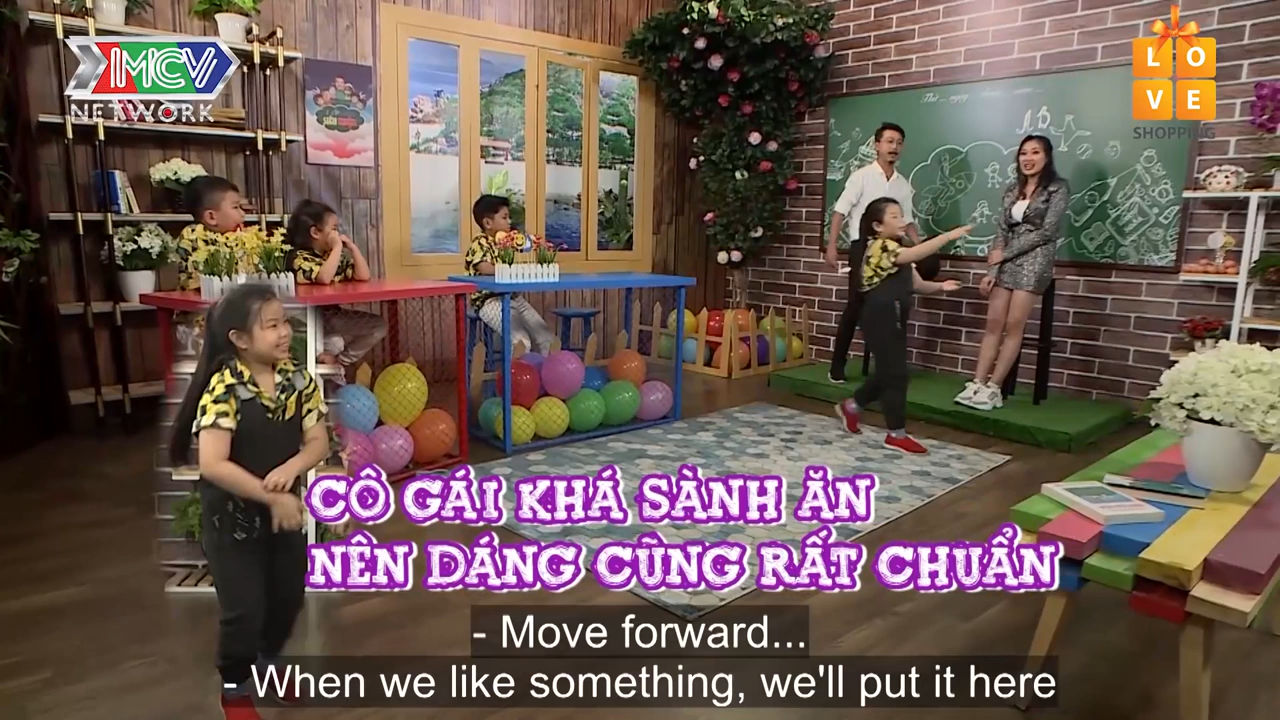 MCV
NETWORK
LOVE
SHOPPING
CÔ GÁI KHÁ SÀNH ĂN
NÊN DÁNG CŨNG RẤT CHUẨN
- Move forward...
- When we like something, we'll put it here